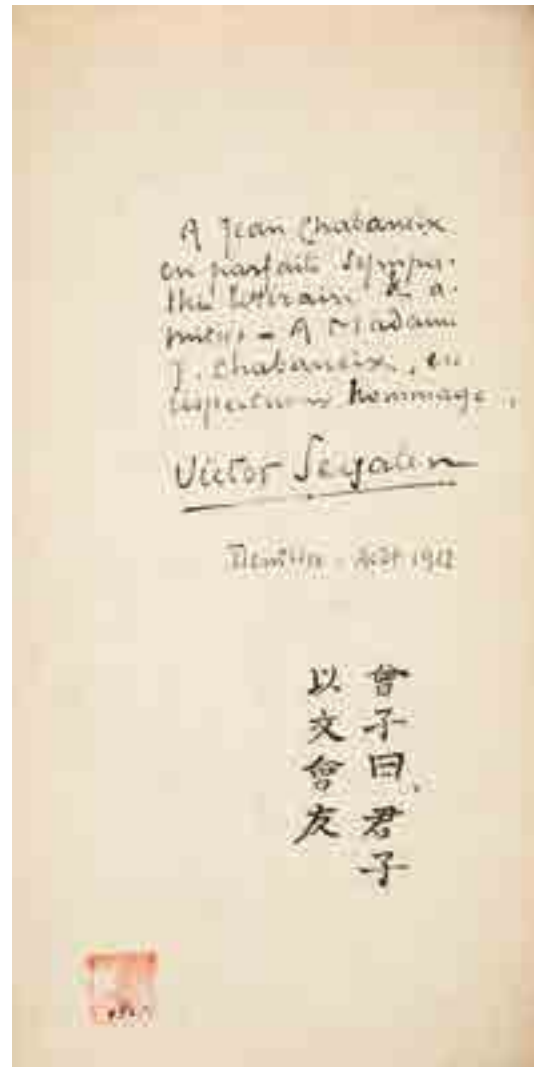 A Jean Chabaneix
en parfaite sympa-
thie littéraire & a-
micale – A Madame
J. Chabaneix, en
respectueux hommage.
Victor Segalen
Tientsin. Août 1912
曾子曰、君子
以文會友